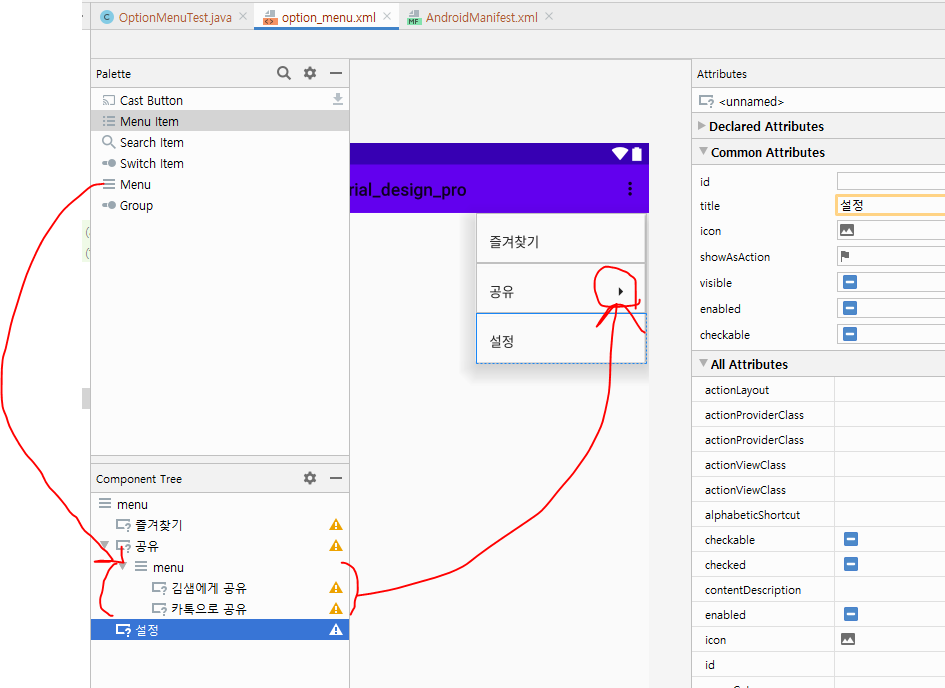 OptionMenuTest.java
option_menu.xml
AndroidManifest.xml
Palette
Cast Button
Menu Item
Search Item
Switch Item
Menu
Group
rial_design_pro
즐겨찾기
공유
설정
Component Tree
menu
즐겨찾기
공유
menu
김샘에게 공유
카톡으로 공유
설정
Attributes
<unnamed>
Declared Attributes
Common Attributes
id
title 설정
icon
showAsAction
visible
enabled
checkable
All Attributes
actionLayout
actionProviderClass
actionProviderClass
actionViewClass
actionViewClass
alphabeticShortcut
checkable
checked
contentDescription
enabled
icon
id